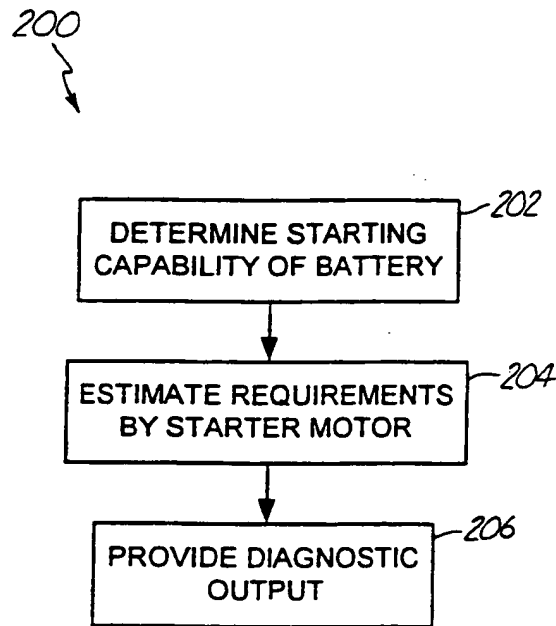 200
202
DETERMINE STARTING
CAPABILITY OF BATTERY
204
ESTIMATE REQUIREMENTS
BY STARTER MOTOR
206
PROVIDE DIAGNOSTIC
OUTPUT